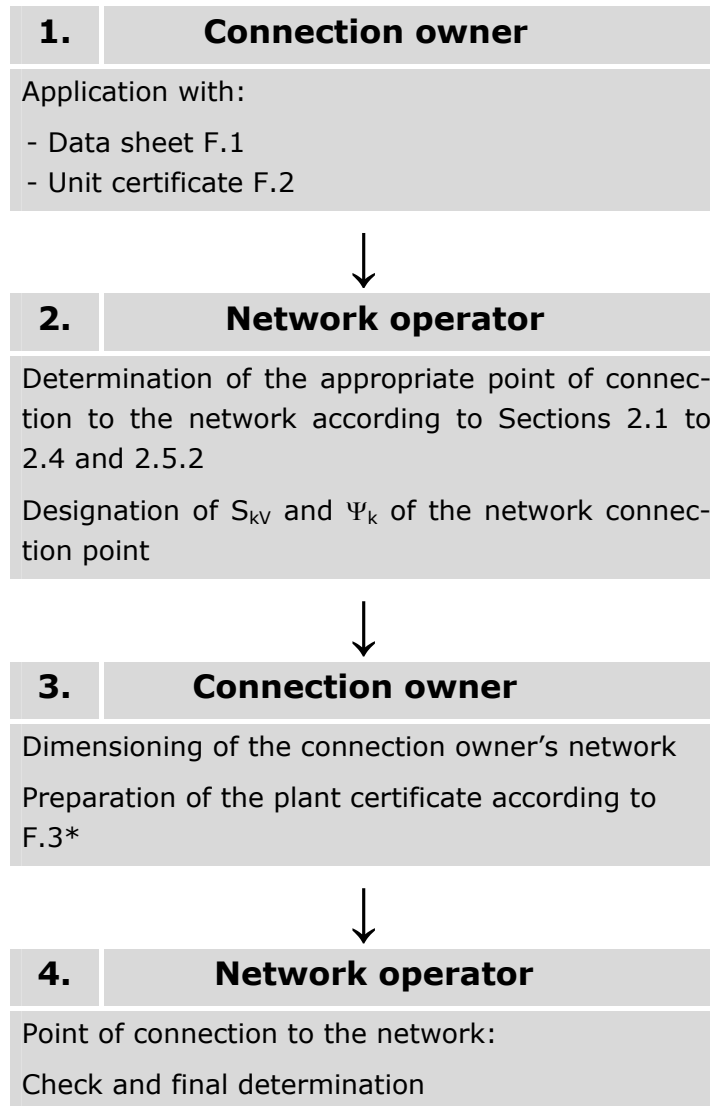 1. Connection owner
Application with:
- Data sheet F.1
- Unit certificate F.2
2. Network operator
Determination of the appropriate point of connec-
tion to the network according to Sections 2.1 to
2.4 and 2.5.2
Designation of SkV and Ψk of the network connec-
tion point
3. Connection owner
Dimensioning of the connection owner’s network
Preparation of the plant certificate according to
F.3*
4. Network operator
Point of connection to the network:
Check and final determination